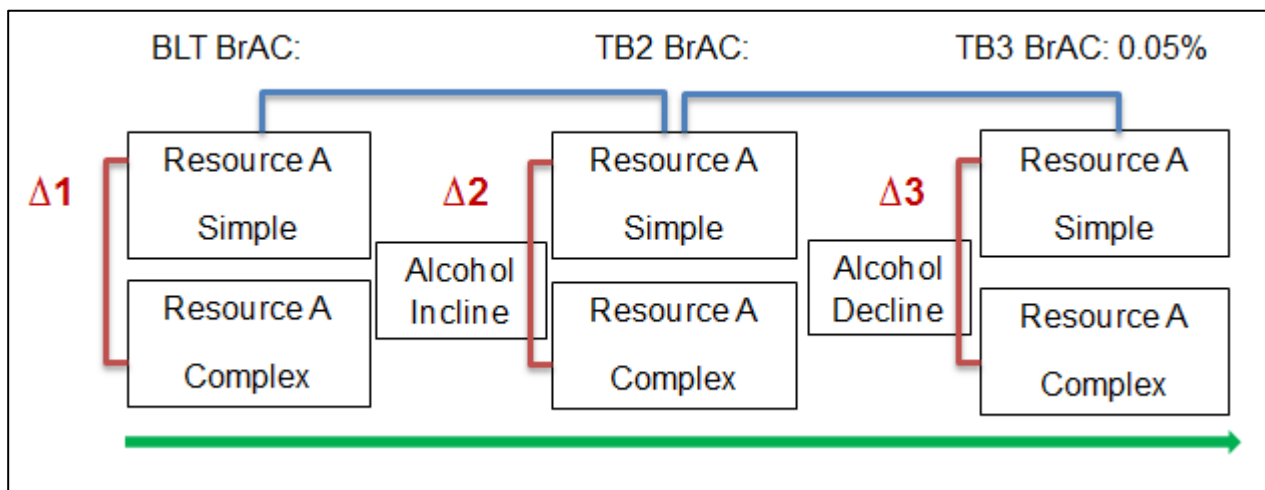 BLT BrAC:
TB2 BrAC:
TB3 BrAC: 0.05%
Δ1
Resource A
Simple
Resource A
Complex
Alcohol
Incline
Δ2
Resource A
Simple
Resource A
Complex
Alcohol
Decline
Δ3
Resource A
Simple
Resource A
Complex